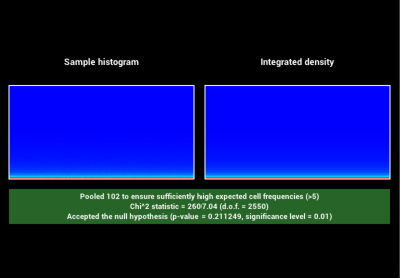 Sample histogram
Integrated density
Pooled 102 to ensure sufficiently high expected cell frequencies (>5)
Chi^2 statistic = 2607.04 (d.o.f. = 2550)
Accepted the null hypothesis (p-value = 0.211249, significance level = 0.01)